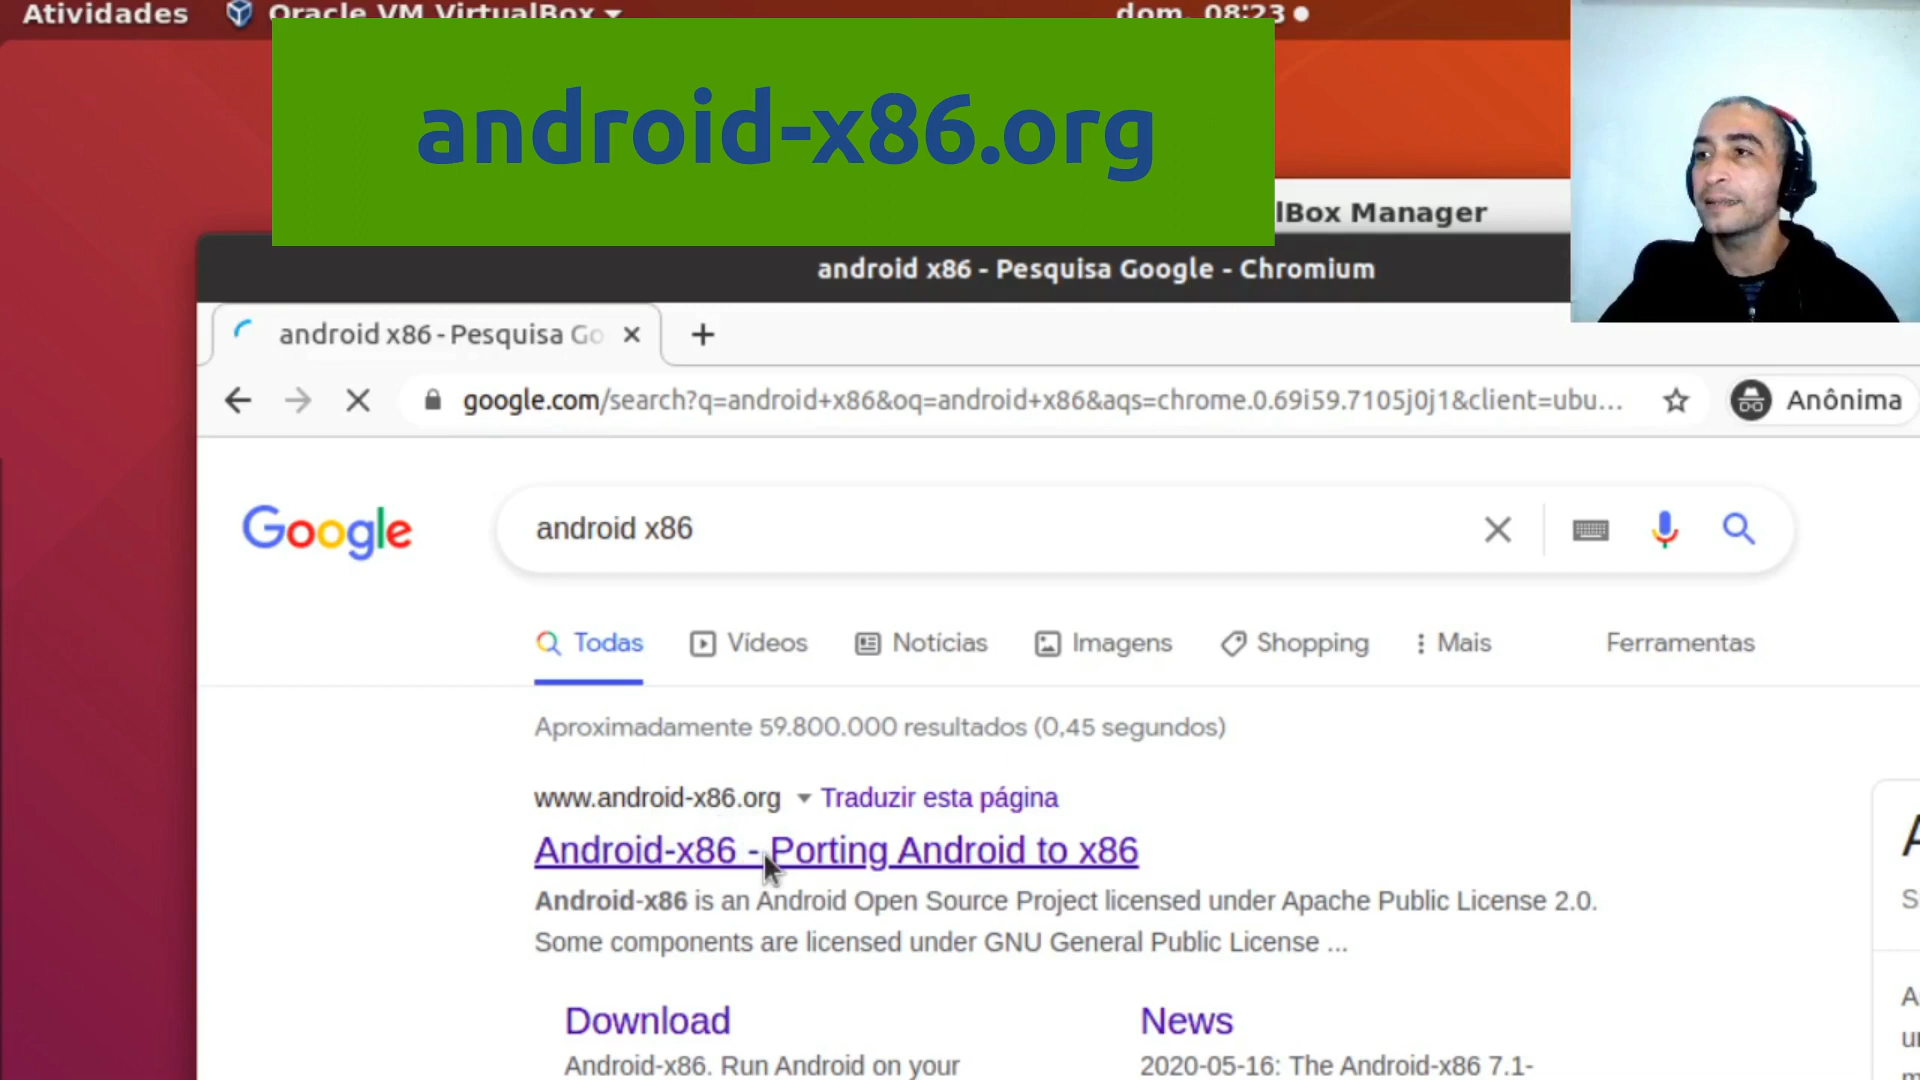 Atividades
Oracle VM VirtualBox
dom. 08:23
android-x86.org
lBox Manager
android x86 - Pesquisa Google - Chromium
android x86 - Pesquisa Go
google.com/search?q=android+x86&oq=android+x86&aqs=chrome.0.69i59.7105j0j1&client=ubu...
Anônima
Google
android x86
Todas
Vídeos
Notícias
Imagens
Shopping
Mais
Ferramentas
Aproximadamente 59.800.000 resultados (0,45 segundos)
www.android-x86.org
Traduzir esta página
Android-x86 - Porting Android to x86
Android-x86 is an Android Open Source Project licensed under Apache Public License 2.0.
Some components are licensed under GNU General Public License ...
Download
News
Android-x86. Run Android on your
2020-05-16: The Android-x86 7.1-